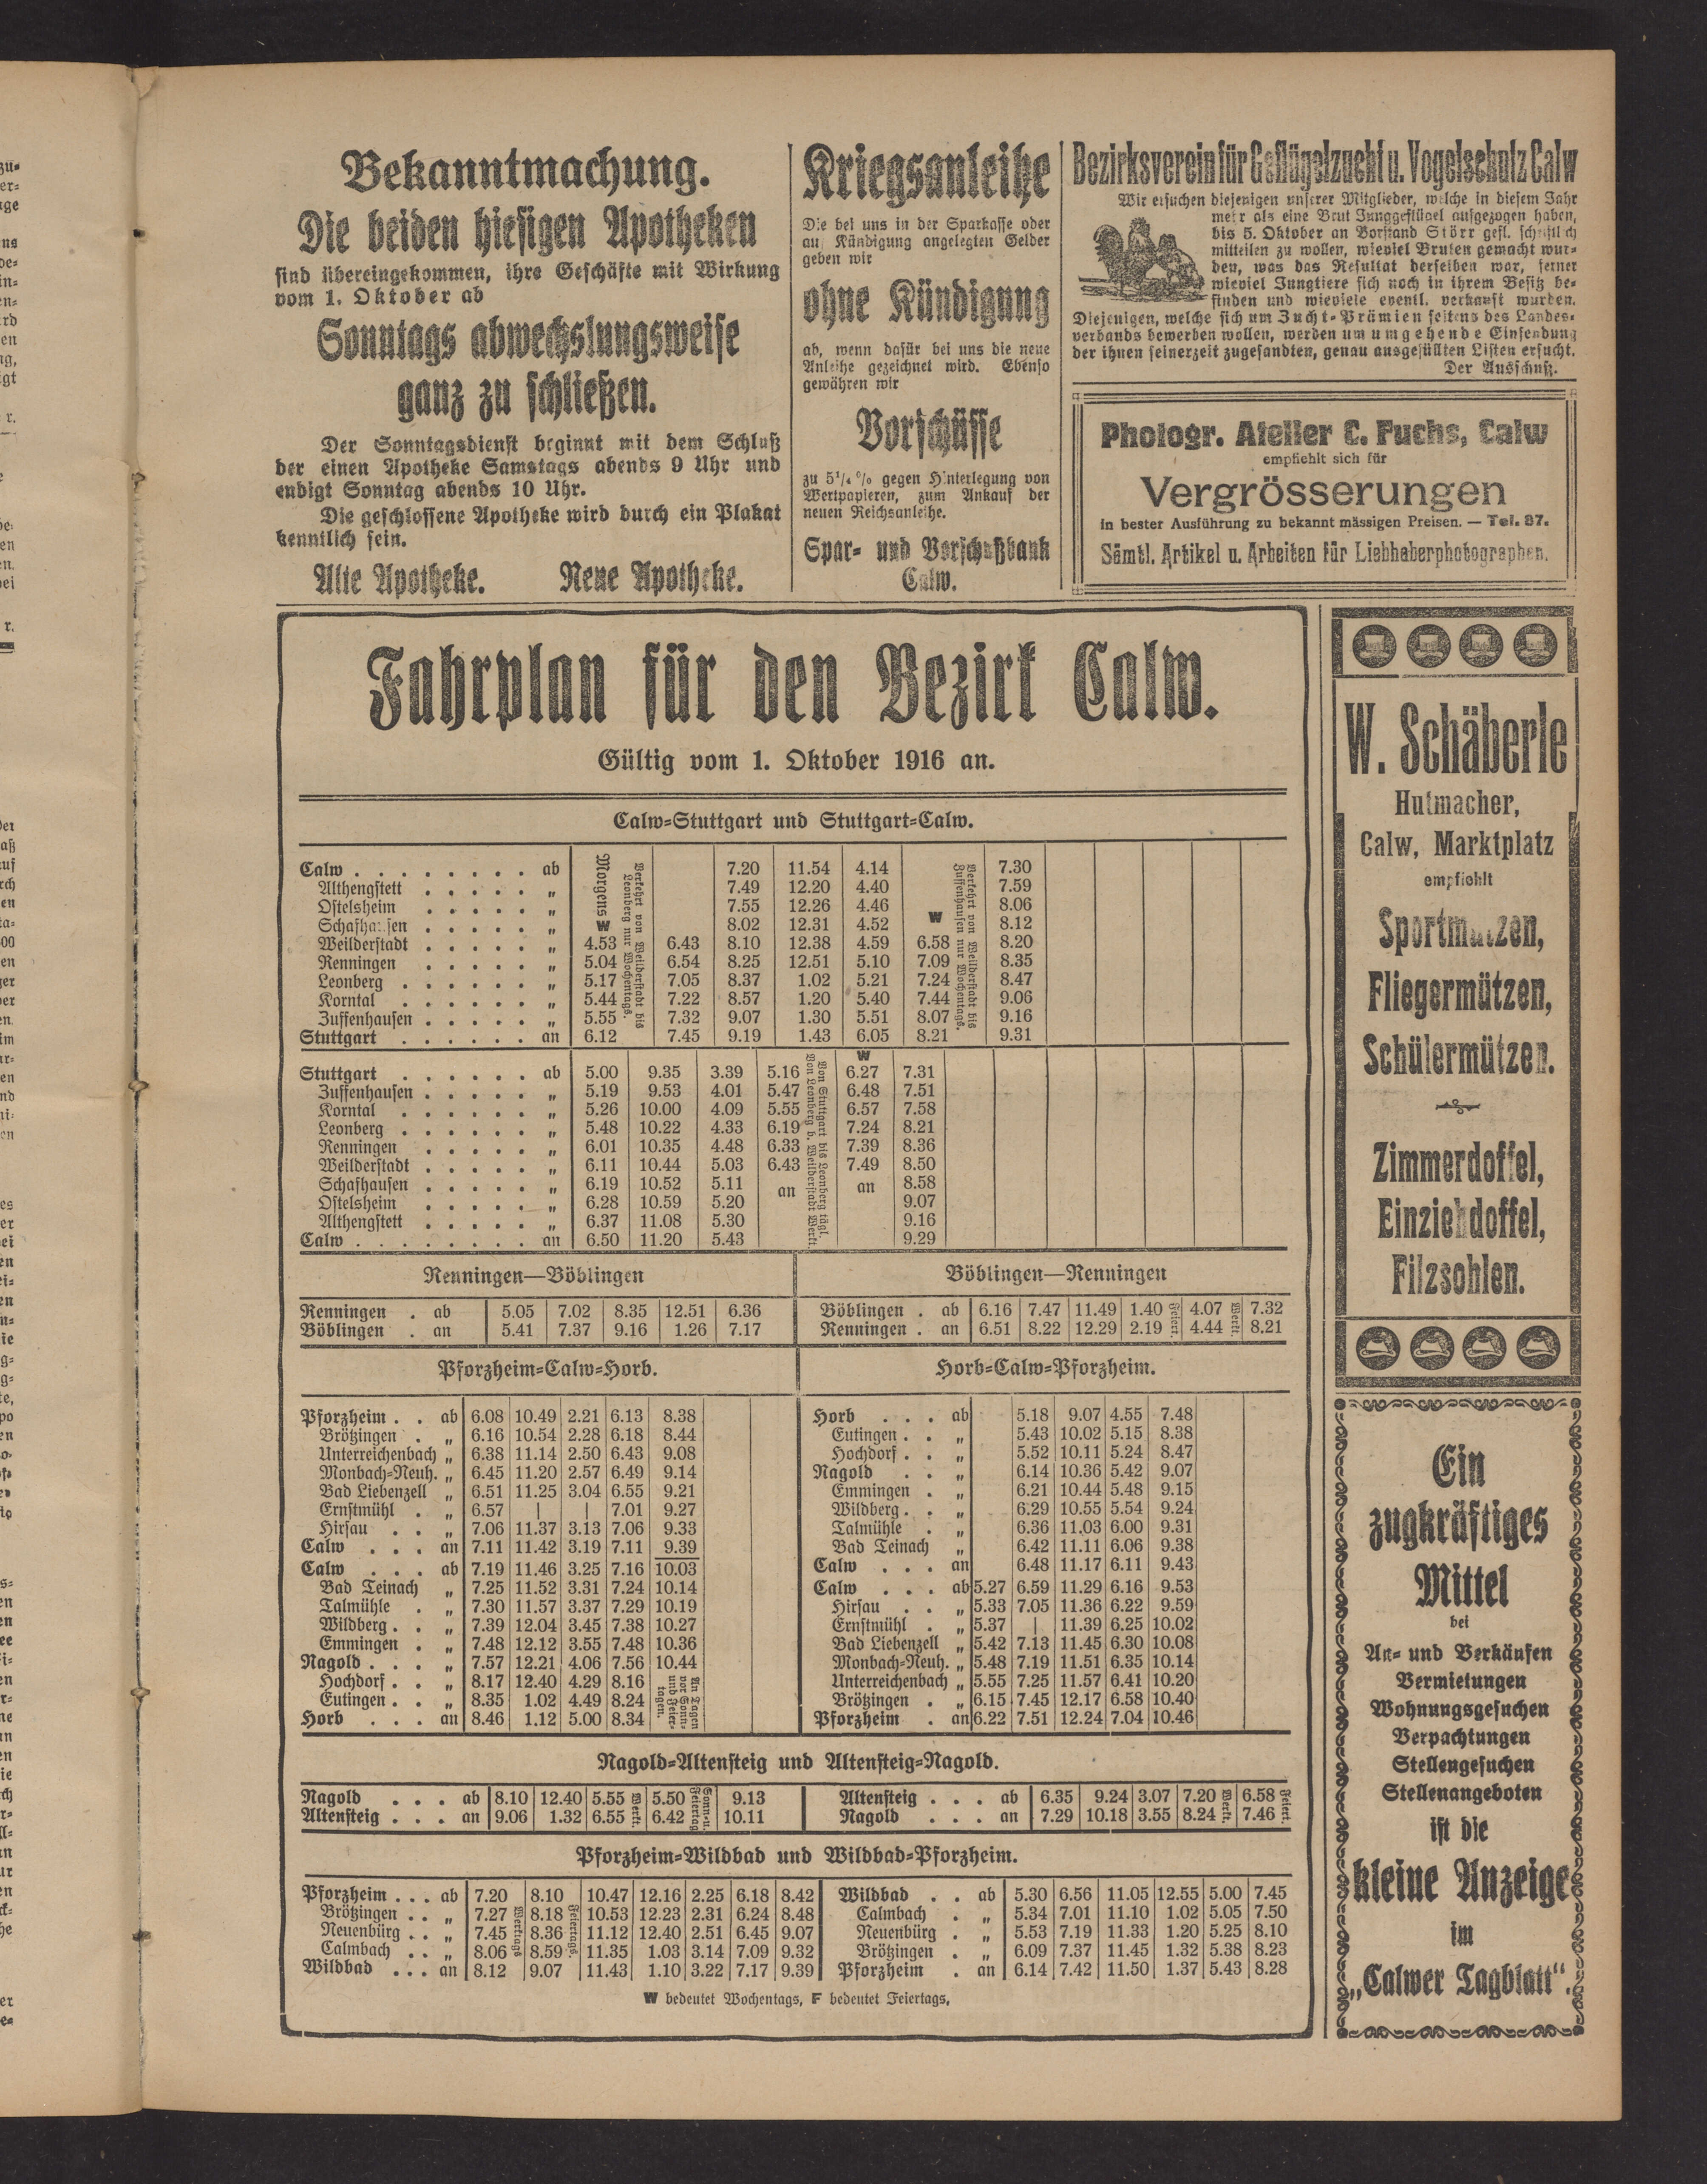 Bekanntmachung.
Die beiden hiesigen Apotheken
sind übereingekommen, ihre Geschäfte mit Wirkung
vom 1. Oktober ab
Sonntags abwechslungsweise
ganz zu schließen.
Der Sonntagsdienst beginnt mit dem Schluß
der einen Apotheke Samstags abends 9 Uhr und
endigt Sonntag abends 10 Uhr.
Die geschlossene Apotheke wird durch ein Plakat
kenntlich sein.
Alte Apotheke. Neue Apotheke.
Kriegsanleihe
Die bei uns in der Sparkasse oder
auf Kündigung angelegten Gelder
geben wir
ohne Kündigung
ab, wenn dafür bei uns die neue
Anleihe gezeichnet wird. Ebenso
gewähren wir
Vorschüsse
zu 5¼ % gegen Hinterlegung von
Wertpapieren, zum Ankauf der
neuen Reichsanleihe.
Spar- und Vorschußbank
Calw.
Bezirksverein für Geflügelzucht u. Vogelschutz Calw
Wir ersuchen diejenigen unserer Mitglieder, welche in diesem Jahr
mehr als eine Brut Junggeflügel aufgezogen haben,
bis 5. Oktober an Vorstand Störr gefl. schriftlich
mitteilen zu wollen, wieviel Bruten gemacht wur-
den, was das Resultat derselben war, ferner
wieviel Jungtiere sich noch in ihrem Besitz be-
finden und wieviele eventl. verkauft wurden.
Diejenigen, welche sich um Zucht-Prämien seitens des Landes-
verbands bewerben wollen, werden um umgehende Einsendung
der ihnen seinerzeit zugesandten, genau ausgefüllten Listen ersucht.
Der Ausschuß.
Photogr. Atelier C. Fuchs, Calw
empfiehlt sich für
Vergrösserungen
in bester Ausführung zu bekannt mässigen Preisen. — Tel. 87.
Sämtl. Artikel u. Arbeiten für Liebhaberphotographen.
Fahrplan für den Bezirk Calw.
Gültig vom 1. Oktober 1916 an.
Calw-Stuttgart und Stuttgart-Calw.
Morgens W
Verkehrt von Weilderstadt bis
Leonberg nur Wochentags.
W
Verkehrt von Weilderstadt bis
Zuffenhausen nur Wochentags.
Calw . . . . . . . . ab 7.20 11.54 4.14 7.30
Althengstett . . . . . „ 7.49 12.20 4.40 7.59
Ostelsheim . . . . . „ 7.55 12.26 4.46 8.06
Schafhausen . . . . . „ 8.02 12.31 4.52 8.12
Weilderstadt . . . . . „ 4.53 6.43 8.10 12.38 4.59 6.58 8.20
Renningen . . . . . „ 5.04 6.54 8.25 12.51 5.10 7.09 8.35
Leonberg . . . . . . „ 5.17 7.05 8.37 1.02 5.21 7.24 8.47
Korntal . . . . . . „ 5.44 7.22 8.57 1.20 5.40 7.44 9.06
Zuffenhausen . . . . . „ 5.55 7.32 9.07 1.30 5.51 8.07 9.16
Stuttgart . . . . . . an 6.12 7.45 9.19 1.43 6.05 8.21 9.31
W
Von Stuttgart bis Leonberg tägl.
Von Leonberg b. Weilderstadt Werkt.
Stuttgart . . . . . . ab 5.00 9.35 3.39 5.16 6.27 7.31
Zuffenhausen . . . . . „ 5.19 9.53 4.01 5.47 6.48 7.51
Korntal . . . . . . „ 5.26 10.00 4.09 5.55 6.57 7.58
Leonberg . . . . . . „ 5.48 10.22 4.33 6.19 7.24 8.21
Renningen . . . . . „ 6.01 10.35 4.48 6.33 7.39 8.36
Weilderstadt . . . . . „ 6.11 10.44 5.03 6.43 7.49 8.50
Schafhausen . . . . . „ 6.19 10.52 5.11 an an 8.58
Ostelsheim . . . . . „ 6.28 10.59 5.20 9.07
Althengstett . . . . . „ 6.37 11.08 5.30 9.16
Calw . . . . . . . . an 6.50 11.20 5.43 9.29
Renningen—Böblingen
Renningen . ab 5.05 7.02 8.35 12.51 6.36
Böblingen . an 5.41 7.37 9.16 1.26 7.17
Böblingen—Renningen
Böblingen . ab 6.16 7.47 11.49 1.40 Feiert. 4.07 Werkt. 7.32
Renningen . an 6.51 8.22 12.29 2.19 4.44 8.21
Pforzheim-Calw-Horb.
Pforzheim . . ab 6.08 10.49 2.21 6.13 8.38
Brötzingen . „ 6.16 10.54 2.28 6.18 8.44
Unterreichenbach „ 6.38 11.14 2.50 6.43 9.08
Monbach-Neuh. „ 6.45 11.20 2.57 6.49 9.14
Bad Liebenzell „ 6.51 11.25 3.04 6.55 9.21
Ernstmühl . „ 6.57 | | 7.01 9.27
Hirsau . . „ 7.06 11.37 3.13 7.06 9.33
Calw . . . an 7.11 11.42 3.19 7.11 9.39
Calw . . . ab 7.19 11.46 3.25 7.16 10.03
Bad Teinach „ 7.25 11.52 3.31 7.24 10.14
Talmühle . „ 7.30 11.57 3.37 7.29 10.19
Wildberg . . „ 7.39 12.04 3.45 7.38 10.27
Emmingen . „ 7.48 12.12 3.55 7.48 10.36
Nagold . . . „ 7.57 12.21 4.06 7.56 10.44
Hochdorf . . „ 8.17 12.40 4.29 8.16
Eutingen . . „ 8.35 1.02 4.49 8.24
Horb . . . an 8.46 1.12 5.00 8.34
An Tagen
vor Sonn-
und Feier-
tagen.
Horb-Calw-Pforzheim.
Horb . . . ab 5.18 9.07 4.55 7.48
Eutingen . . „ 5.43 10.02 5.15 8.38
Hochdorf . . „ 5.52 10.11 5.24 8.47
Nagold . . „ 6.14 10.36 5.42 9.07
Emmingen . „ 6.21 10.44 5.48 9.15
Wildberg . . „ 6.29 10.55 5.54 9.24
Talmühle . „ 6.36 11.03 6.00 9.31
Bad Teinach „ 6.42 11.11 6.06 9.38
Calw . . . an 6.48 11.17 6.11 9.43
Calw . . . ab 5.27 6.59 11.29 6.16 9.53
Hirsau . . „ 5.33 7.05 11.36 6.22 9.59
Ernstmühl . „ 5.37 | 11.39 6.25 10.02
Bad Liebenzell „ 5.42 7.13 11.45 6.30 10.08
Monbach-Neuh. „ 5.48 7.19 11.51 6.35 10.14
Unterreichenbach „ 5.55 7.25 11.57 6.41 10.20
Brötzingen . „ 6.15 7.45 12.17 6.58 10.40
Pforzheim . an 6.22 7.51 12.24 7.04 10.46
Nagold-Altensteig und Altensteig-Nagold.
Nagold . . . ab 8.10 12.40 5.55 Werkt. 5.50 Sonn-u. Feiertag 9.13
Altensteig . . . an 9.06 1.32 6.55 6.42 10.11
Altensteig . . . ab 6.35 9.24 3.07 7.20 Werkt. 6.58 Feiert.
Nagold . . . an 7.29 10.18 3.55 8.24 7.46
Pforzheim-Wildbad und Wildbad-Pforzheim.
Pforzheim . . . ab 7.20 8.10 10.47 12.16 2.25 6.18 8.42
Brötzingen . . „ 7.27 Werktags 8.18 Feiertags. 10.53 12.23 2.31 6.24 8.48
Neuenbürg . . „ 7.45 8.36 11.12 12.40 2.51 6.45 9.07
Calmbach . . „ 8.06 8.59 11.35 1.03 3.14 7.09 9.32
Wildbad . . . an 8.12 9.07 11.43 1.10 3.22 7.17 9.39
Wildbad . . ab 5.30 6.56 11.05 12.55 5.00 7.45
Calmbach . „ 5.34 7.01 11.10 1.02 5.05 7.50
Neuenbürg . „ 5.53 7.19 11.33 1.20 5.25 8.10
Brötzingen . „ 6.09 7.37 11.45 1.32 5.38 8.23
Pforzheim . an 6.14 7.42 11.50 1.37 5.43 8.28
W bedeutet Wochentags, F bedeutet Feiertags.
W. Schäberle
Hutmacher,
Calw, Marktplatz
empfiehlt
Sportmützen,
Fliegermützen,
Schülermützen.
Zimmerdoffel,
Einziehdoffel,
Filzsohlen.
Ein
zugkräftiges
Mittel
bei
An- und Verkäufen
Vermietungen
Wohnungsgesuchen
Verpachtungen
Stellengesuchen
Stellenangeboten
ist die
kleine Anzeige
im
„Calwer Tagblatt“.